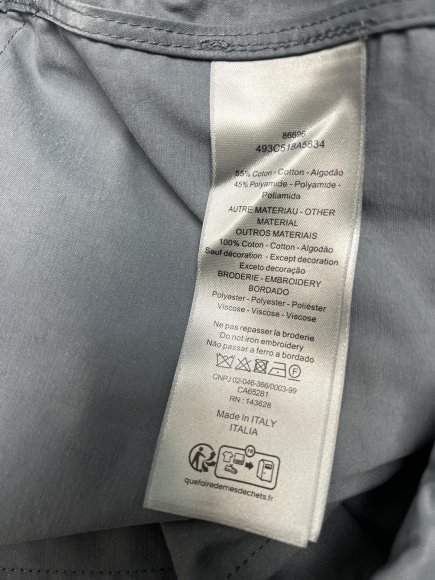 86696
493C518A5834
55% Coton - Cotton - Algodão
45% Polyamide - Polyamide -
Poliamida
AUTRE MATERIAU - OTHER
MATERIAL
OUTROS MATERIAIS
100% Coton - Cotton - Algodão
Sauf décoration - Except decoration
Exceto decoração
BRODERIE - EMBROIDERY
BORDADO
Polyester - Polyester - Poliéster
Viscose - Viscose - Viscose
Ne pas repasser la broderie
Do not iron embroidery
Não passar a ferro a bordado
CNPJ 02-046-368/0003-99
CA65281
RN : 143628
Made in ITALY
ITALIA
quefairedemesdechets.fr